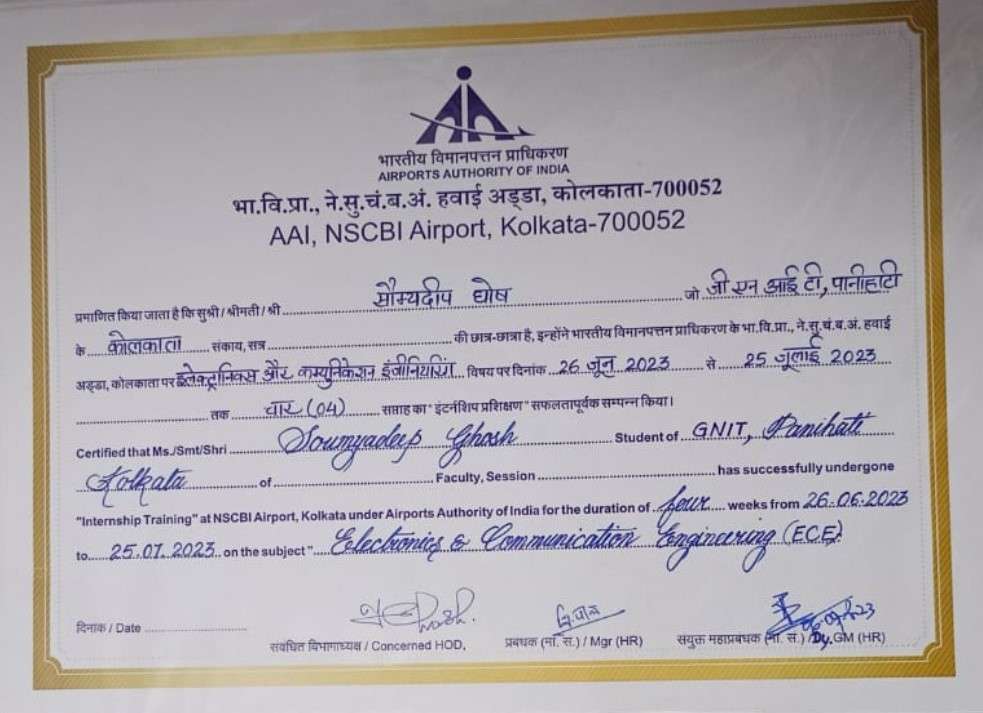 भारतीय विमानपत्तन प्राधिकरण
AIRPORTS AUTHORITY OF INDIA
भा.वि.प्रा., ने.सु.चं.ब.अं. हवाई अड्डा, कोलकाता-700052
AAI, NSCBI Airport, Kolkata-700052
प्रमाणित किया जाता है कि सुश्री / श्रीमती / श्री सौम्यदीप घोष जो जी एन आई टी, पानीहाटी
के कोलकाता संकाय, सत्र की छात्र-छात्रा है, इन्होंने भारतीय विमानपत्तन प्राधिकरण के भा.वि.प्रा., ने.सु.चं.ब.अं. हवाई
अड्डा, कोलकाता पर इलेक्ट्रानिक्स और कम्युनिकेशन इंजीनियरिंग विषय पर दिनांक 26 जून 2023 से 25 जुलाई 2023
तक चार (04) सप्ताह का "इंटर्नशिप प्रशिक्षण" सफलतापूर्वक सम्पन्न किया।
Certified that Ms./Smt/Shri Soumyadeep Ghosh Student of GNIT, Panihati
Kolkata of Faculty, Session has successfully undergone
"Internship Training" at NSCBI Airport, Kolkata under Airports Authority of India for the duration of four weeks from 26.06.2023
to 25.07.2023 on the subject " Electronics & Communication Engineering (ECE)
दिनांक / Date
संबंधित विभागाध्यक्ष / Concerned HOD,
प्रबंधक (मा. सं.) / Mgr (HR)
संयुक्त महाप्रबंधक (मा. सं.) / Dy. GM (HR)